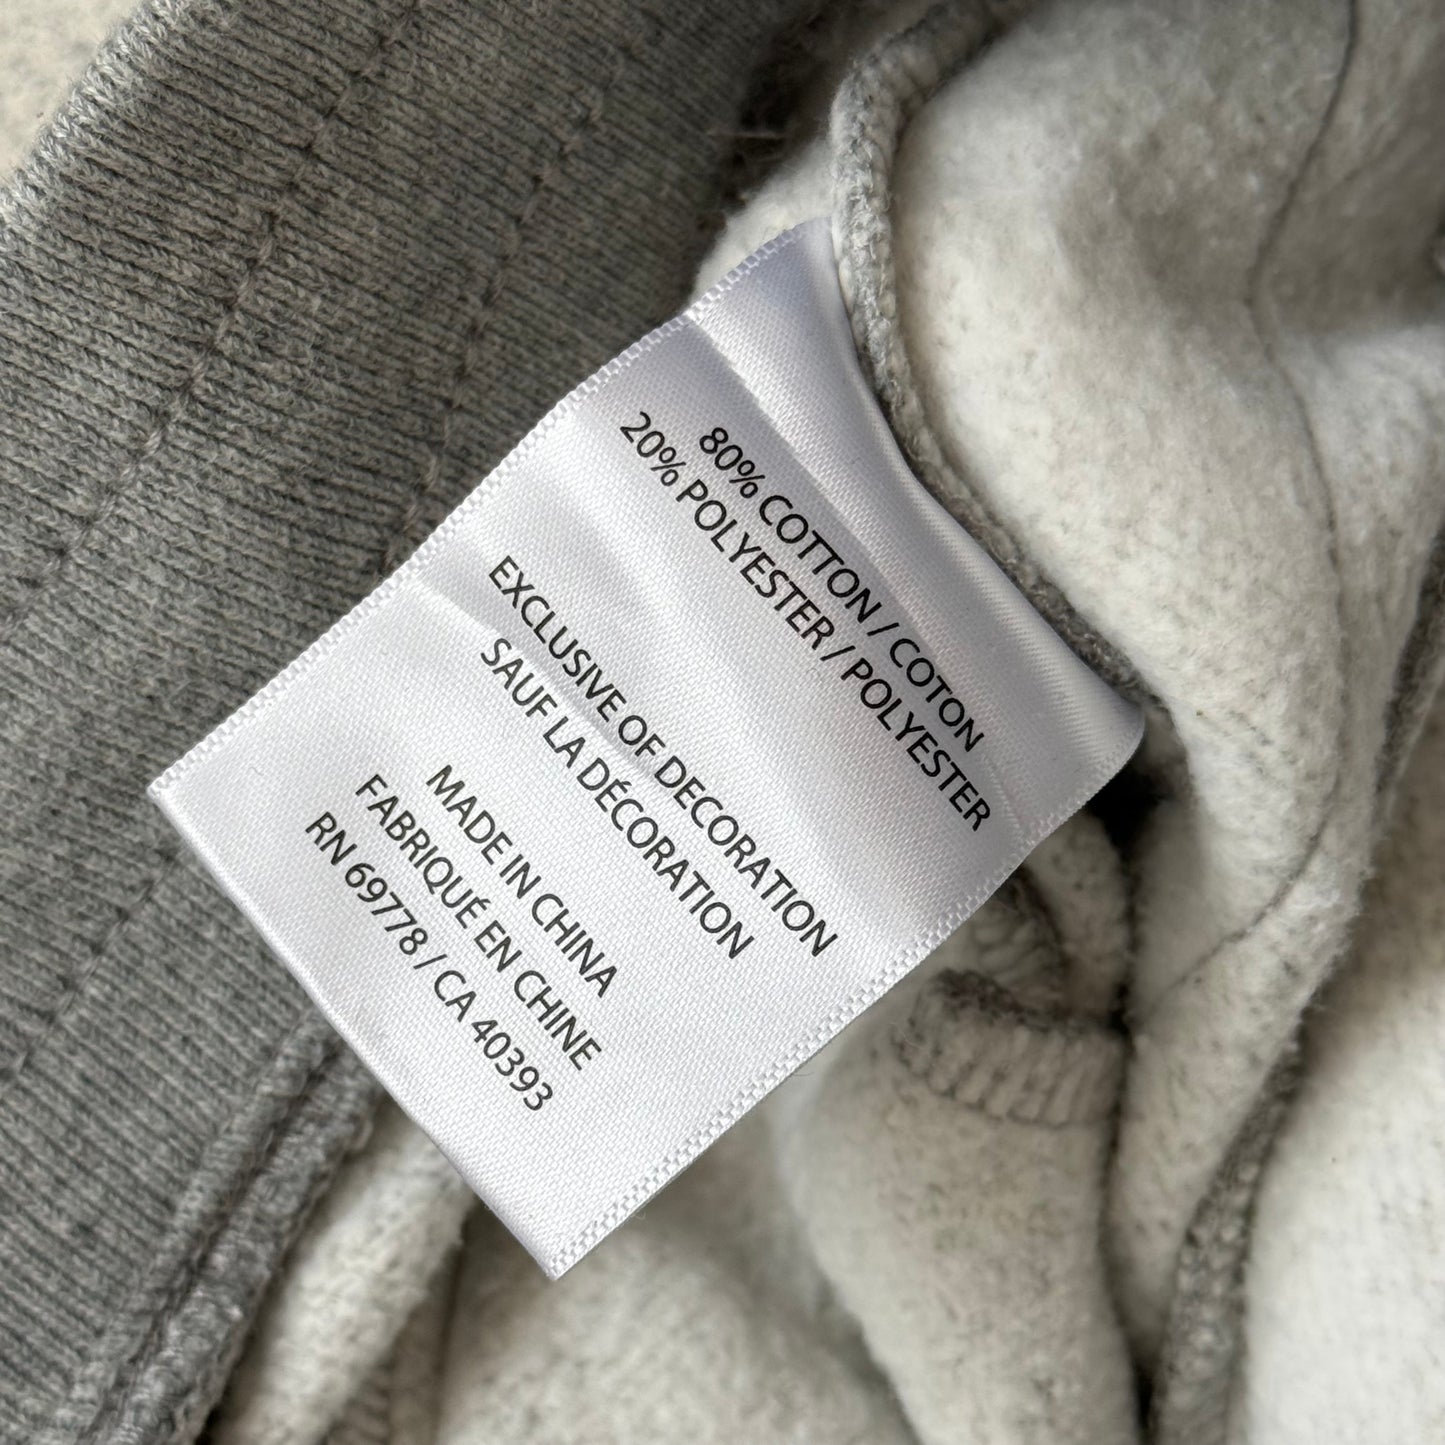 80% COTTON / COTON
20% POLYESTER / POLYESTER
EXCLUSIVE OF DECORATION
SAUF LA DÉCORATION
MADE IN CHINA
FABRIQUÉ EN CHINE
RN 69778 / CA 40393